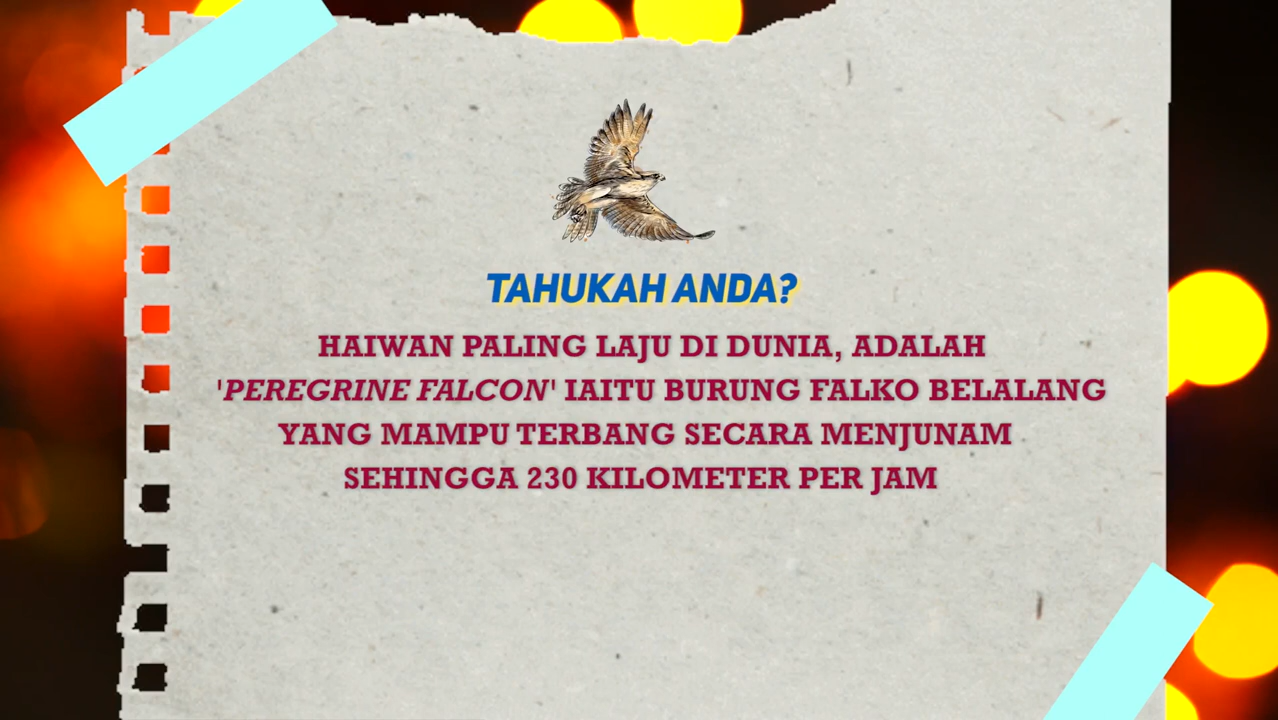 TAHUKAH ANDA?
HAIWAN PALING LAJU DI DUNIA, ADALAH
'PEREGRINE FALCON' IAITU BURUNG FALKO BELALANG
YANG MAMPU TERBANG SECARA MENJUNAM
SEHINGGA 230 KILOMETER PER JAM